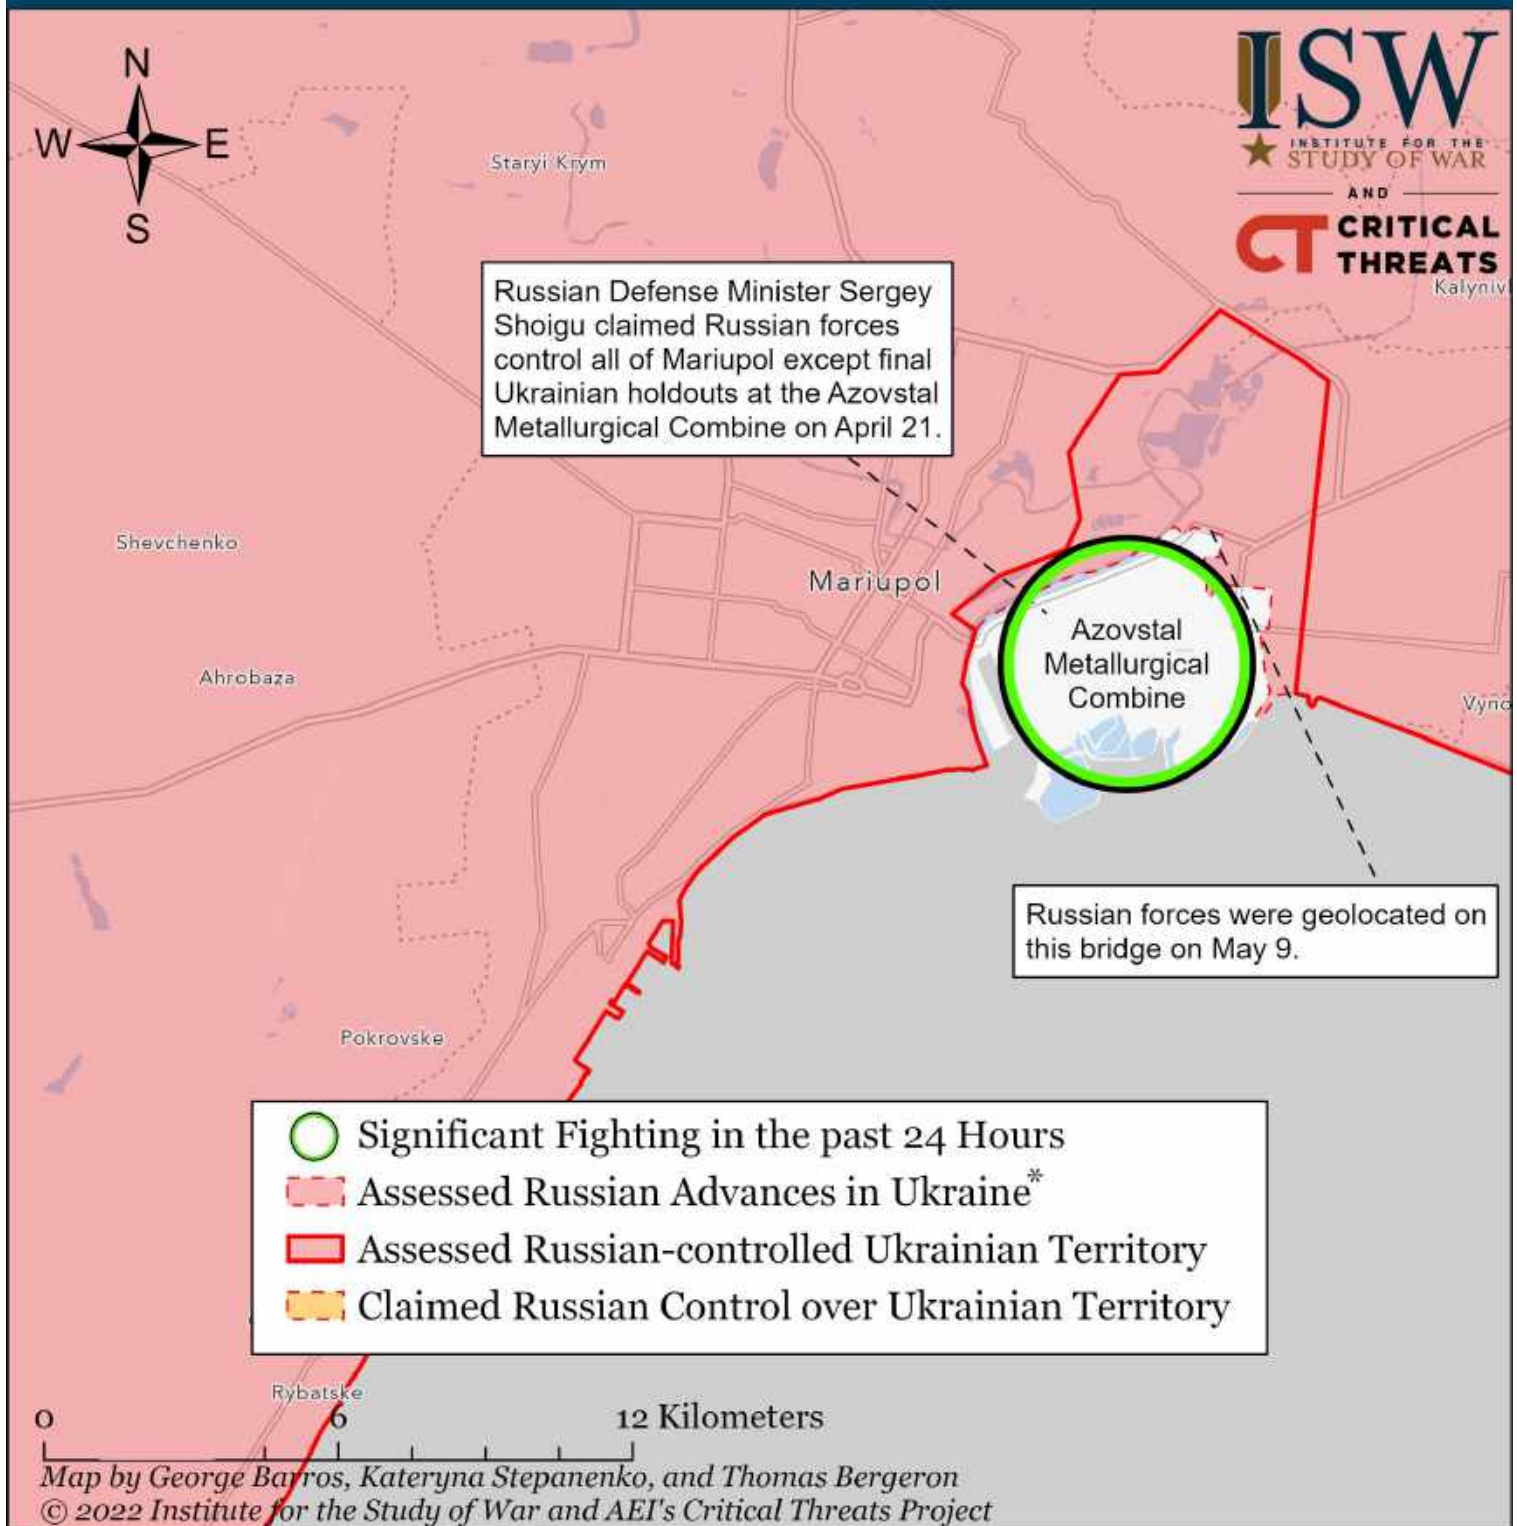 N
W E
S
ISW
INSTITUTE FOR THE
STUDY OF WAR
AND
CT CRITICAL
THREATS
Staryi Krym
Russian Defense Minister Sergey
Shoigu claimed Russian forces
control all of Mariupol except final
Ukrainian holdouts at the Azovstal
Metallurgical Combine on April 21.
Shevchenko
Mariupol
Azovstal
Metallurgical
Combine
Ahrobaza
Russian forces were geolocated on
this bridge on May 9.
Pokrovske
Significant Fighting in the past 24 Hours
Assessed Russian Advances in Ukraine*
Assessed Russian-controlled Ukrainian Territory
Claimed Russian Control over Ukrainian Territory
Rybatske
0 6 12 Kilometers
Map by George Barros, Kateryna Stepanenko, and Thomas Bergeron
© 2022 Institute for the Study of War and AEI's Critical Threats Project